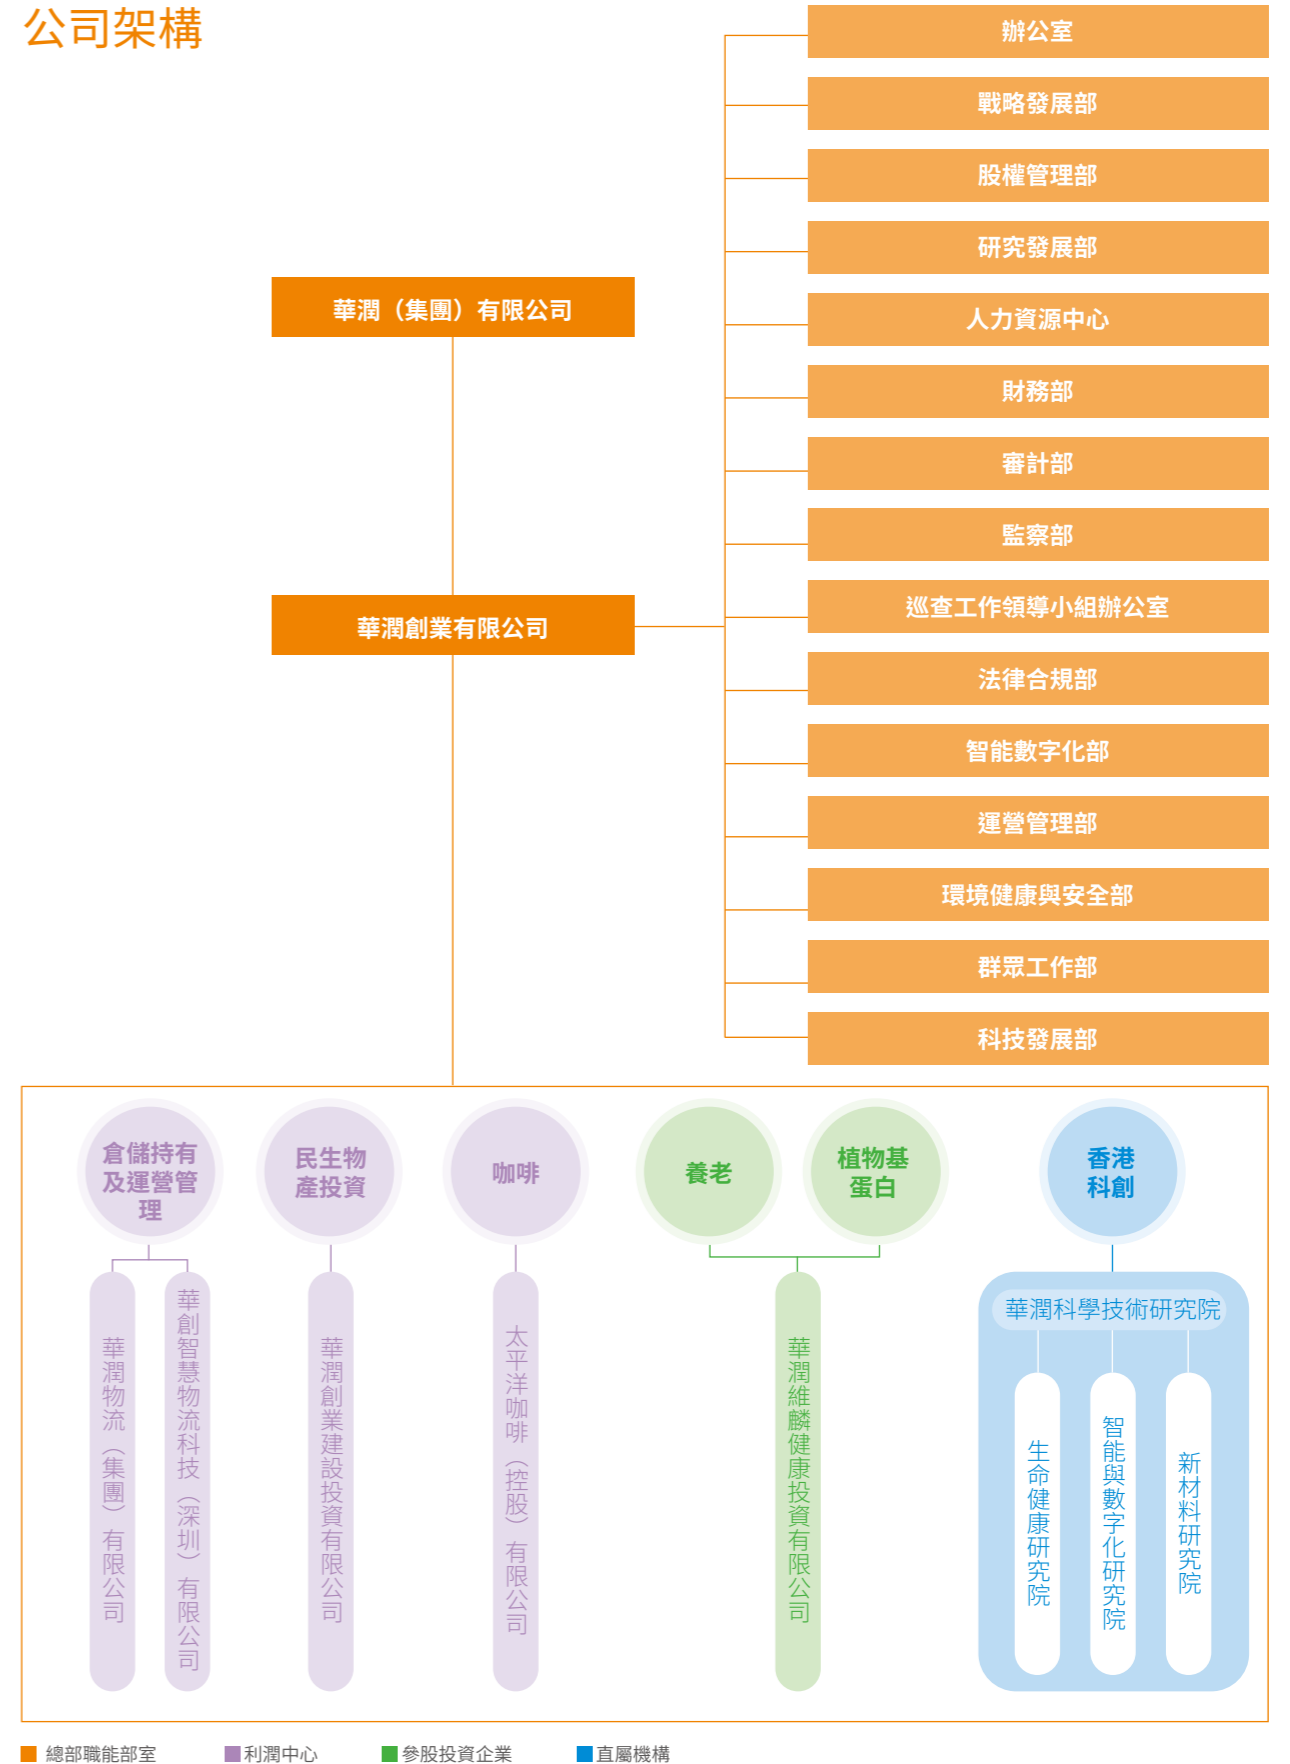 公司架構
辦公室
戰略發展部
股權管理部
研究發展部
華潤（集團）有限公司
人力資源中心
財務部
審計部
監察部
巡查工作領導小組辦公室
華潤創業有限公司
法律合規部
智能數字化部
運營管理部
環境健康與安全部
群眾工作部
科技發展部
倉儲持有
及運營管
理
民生物
產投資
咖啡
養老
植物基
蛋白
香港
科創
華潤物流（集團）有限公司
華創智慧物流科技（深圳）有限公司
華潤創業建設投資有限公司
太平洋咖啡（控股）有限公司
華潤維麟健康投資有限公司
華潤科學技術研究院
生命健康研究院
智能與數字化研究院
新材料研究院
總部職能部室
利潤中心
參股投資企業
直屬機構